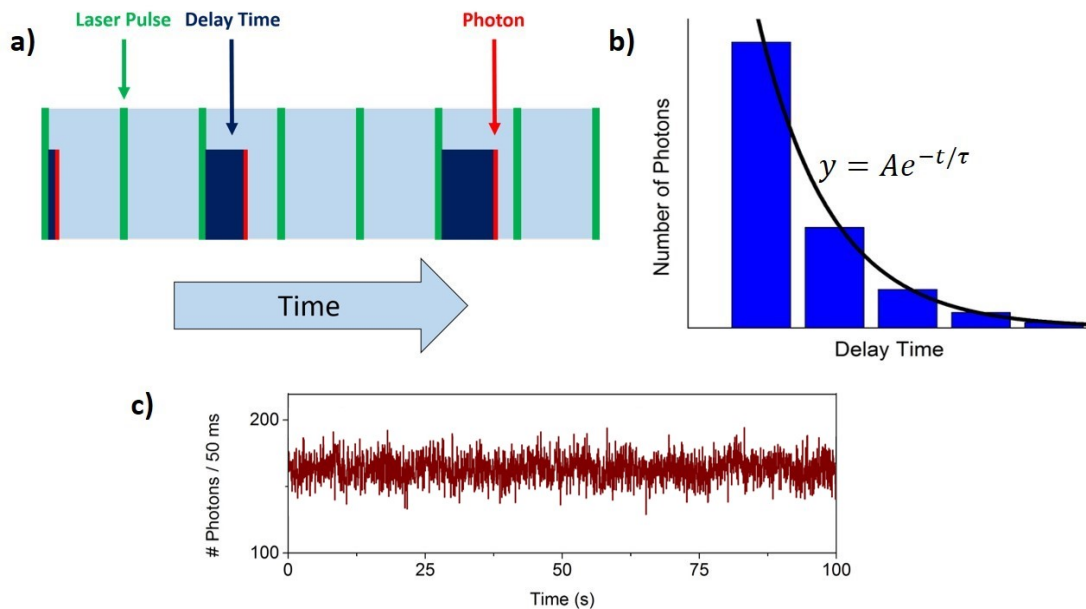 a)
Laser Pulse
Delay Time
Photon
Time
b)
Number of Photons
y = Ae^{-t/τ}
Delay Time
c)
# Photons / 50 ms
200
100
0
25
50
75
100
Time (s)